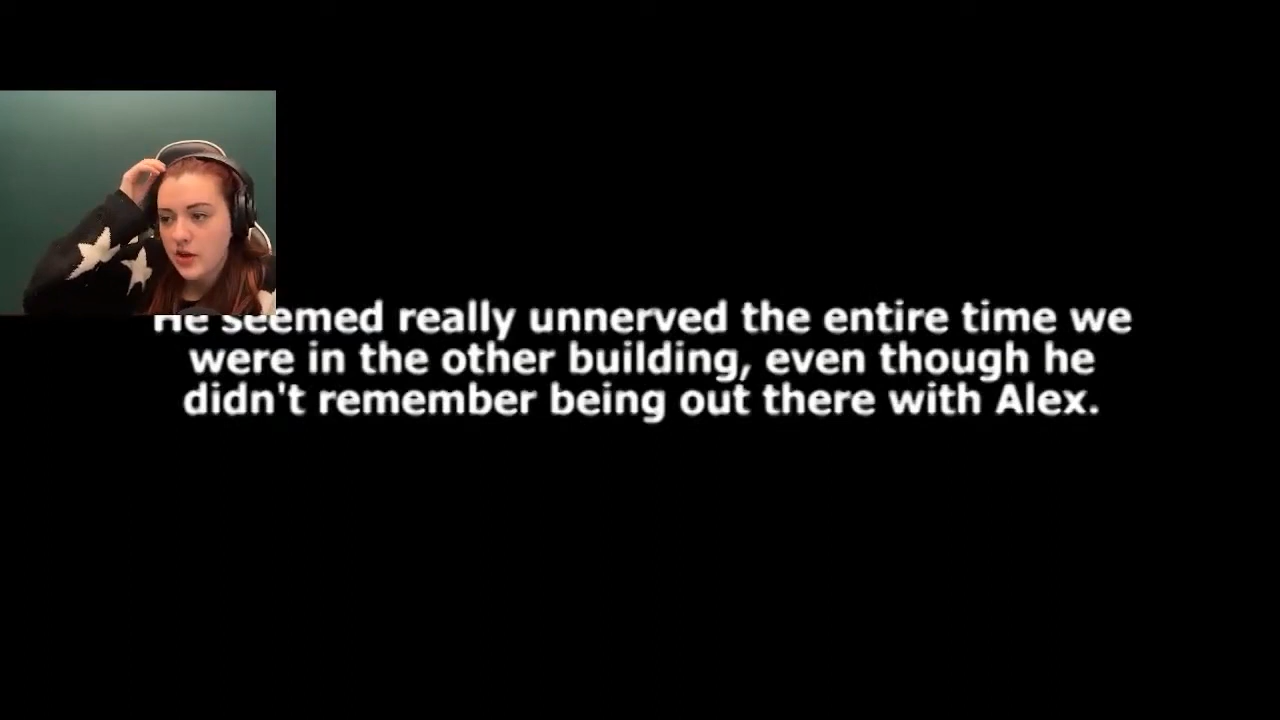 He seemed really unnerved the entire time we
were in the other building, even though he
didn't remember being out there with Alex.